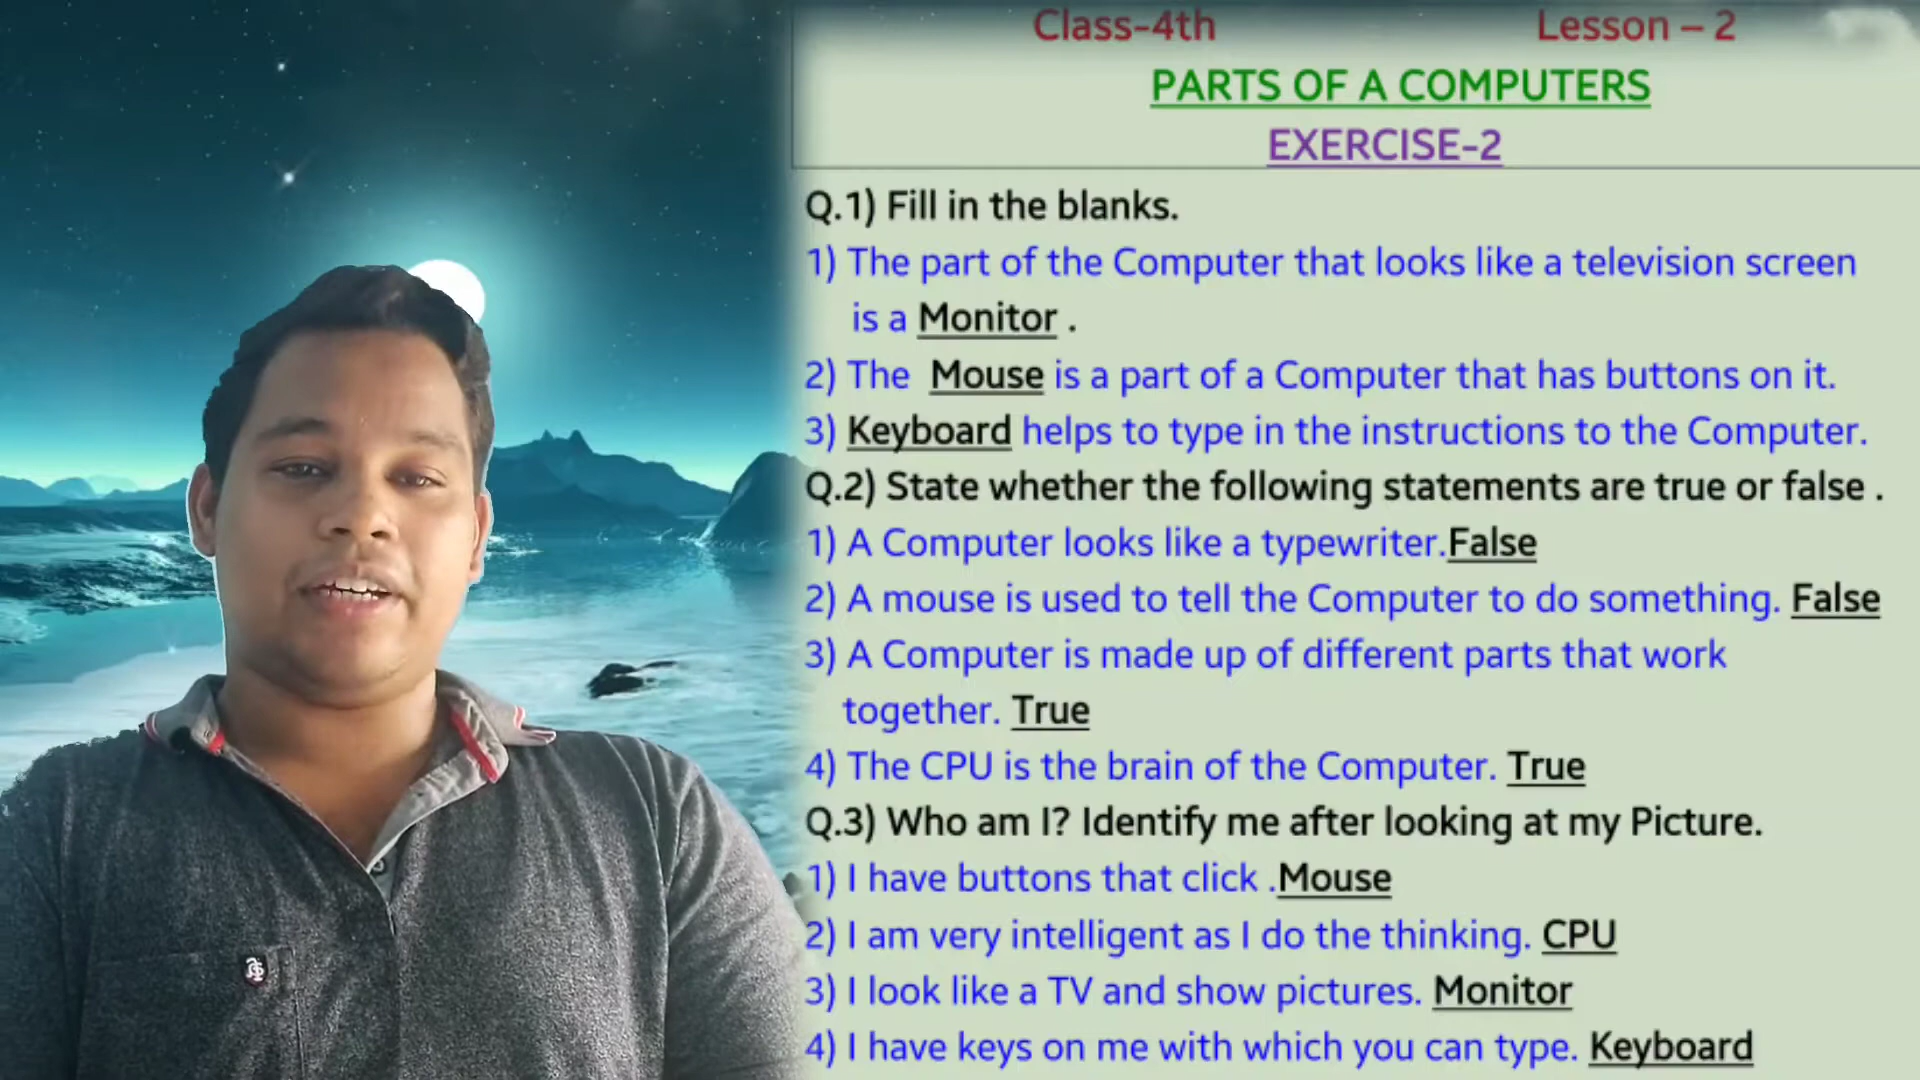 Class-4th Lesson – 2
PARTS OF A COMPUTERS
EXERCISE-2
Q.1) Fill in the blanks.
1) The part of the Computer that looks like a television screen
is a Monitor .
2) The Mouse is a part of a Computer that has buttons on it.
3) Keyboard helps to type in the instructions to the Computer.
Q.2) State whether the following statements are true or false .
1) A Computer looks like a typewriter.False
2) A mouse is used to tell the Computer to do something. False
3) A Computer is made up of different parts that work
together. True
4) The CPU is the brain of the Computer. True
Q.3) Who am I? Identify me after looking at my Picture.
1) I have buttons that click .Mouse
2) I am very intelligent as I do the thinking. CPU
3) I look like a TV and show pictures. Monitor
4) I have keys on me with which you can type. Keyboard